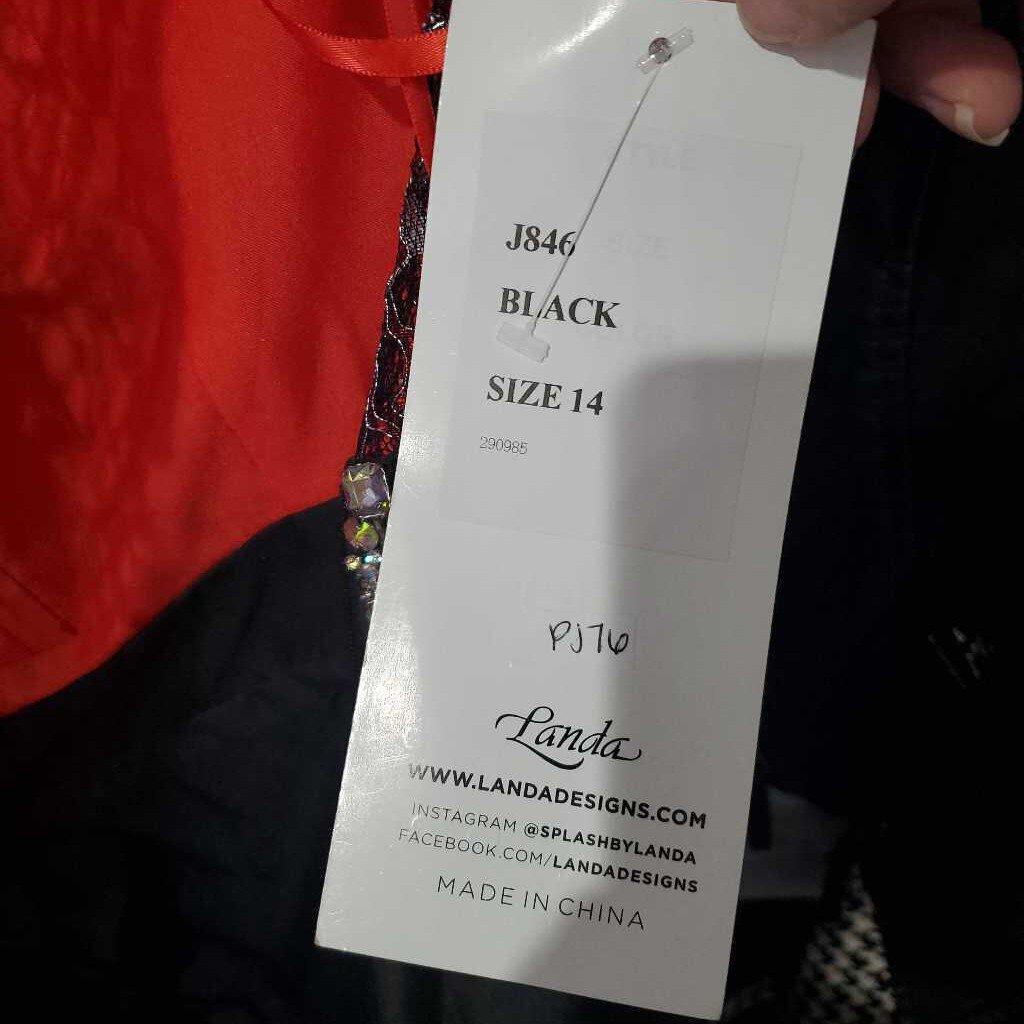 J846
BLACK
SIZE 14
290985
PJ76
Landa
WWW.LANDADESIGNS.COM
INSTAGRAM @SPLASHBYLANDA
FACEBOOK.COM/LANDADESIGNS
MADE IN CHINA